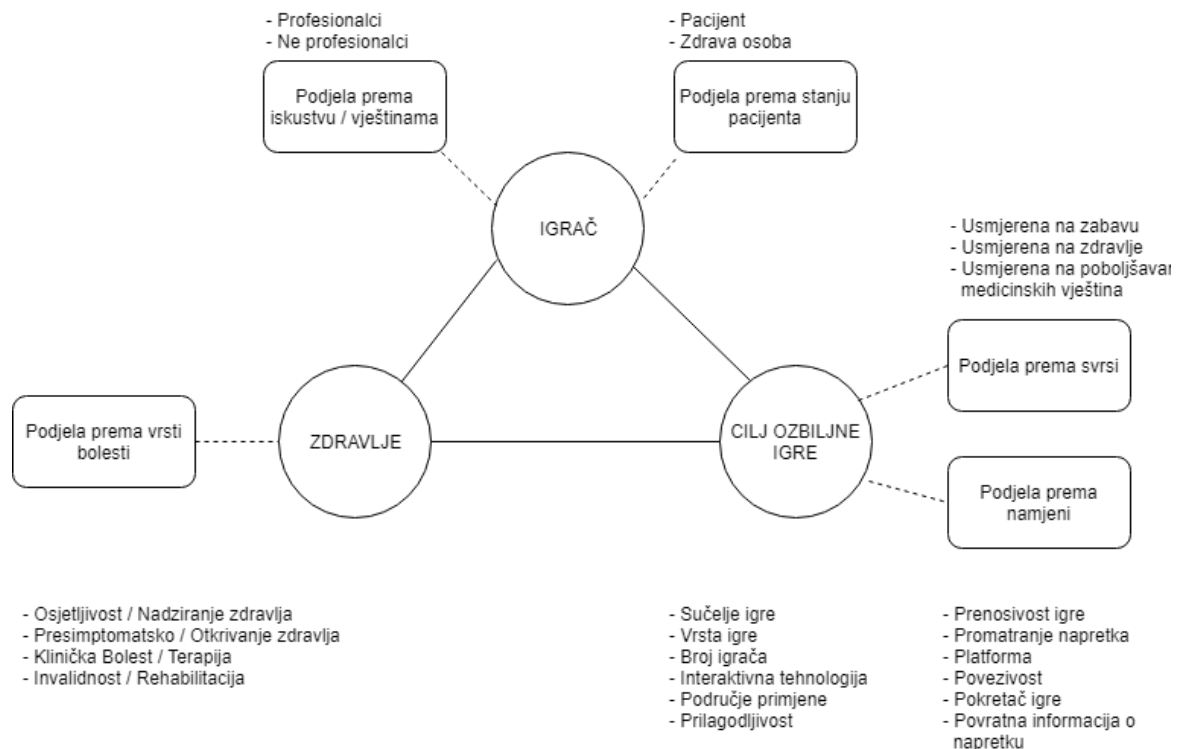 - Profesionalci
- Ne profesionalci
- Pacijent
- Zdrava osoba
Podjela prema
iskustvu / vještinama
Podjela prema stanju
pacijenta
IGRAČ
- Usmjerena na zabavu
- Usmjerena na zdravlje
- Usmjerena na poboljšavan
medicinskih vještina
Podjela prema svrsi
Podjela prema vrsti
bolesti
ZDRAVLJE
CILJ OZBILJNE
IGRE
Podjela prema
namjeni
- Osjetljivost / Nadziranje zdravlja
- Presimptomatsko / Otkrivanje zdravlja
- Klinička Bolest / Terapija
- Invalidnost / Rehabilitacija
- Sučelje igre
- Vrsta igre
- Broj igrača
- Interaktivna tehnologija
- Područje primjene
- Prilagodljivost
- Prenosivost igre
- Promatranje napretka
- Platforma
- Povezivost
- Pokretač igre
- Povratna informacija o
napretku